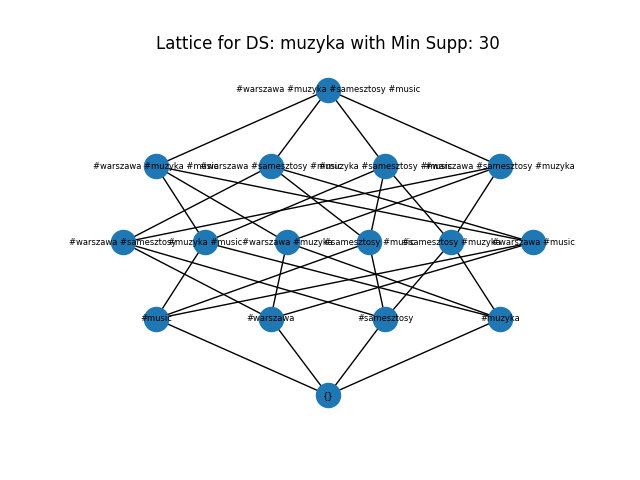 Lattice for DS: muzyka with Min Supp: 30
#warszawa #muzyka #samesztosy #music
#warszawa #muzyka #music #warszawa #samesztosy #music #muzyka #samesztosy #music #warszawa #samesztosy #muzyka
#warszawa #samesztosy #muzyka #music #warszawa #muzyka #samesztosy #music #samesztosy #muzyka #warszawa #music
#music #warszawa #samesztosy #muzyka
{}